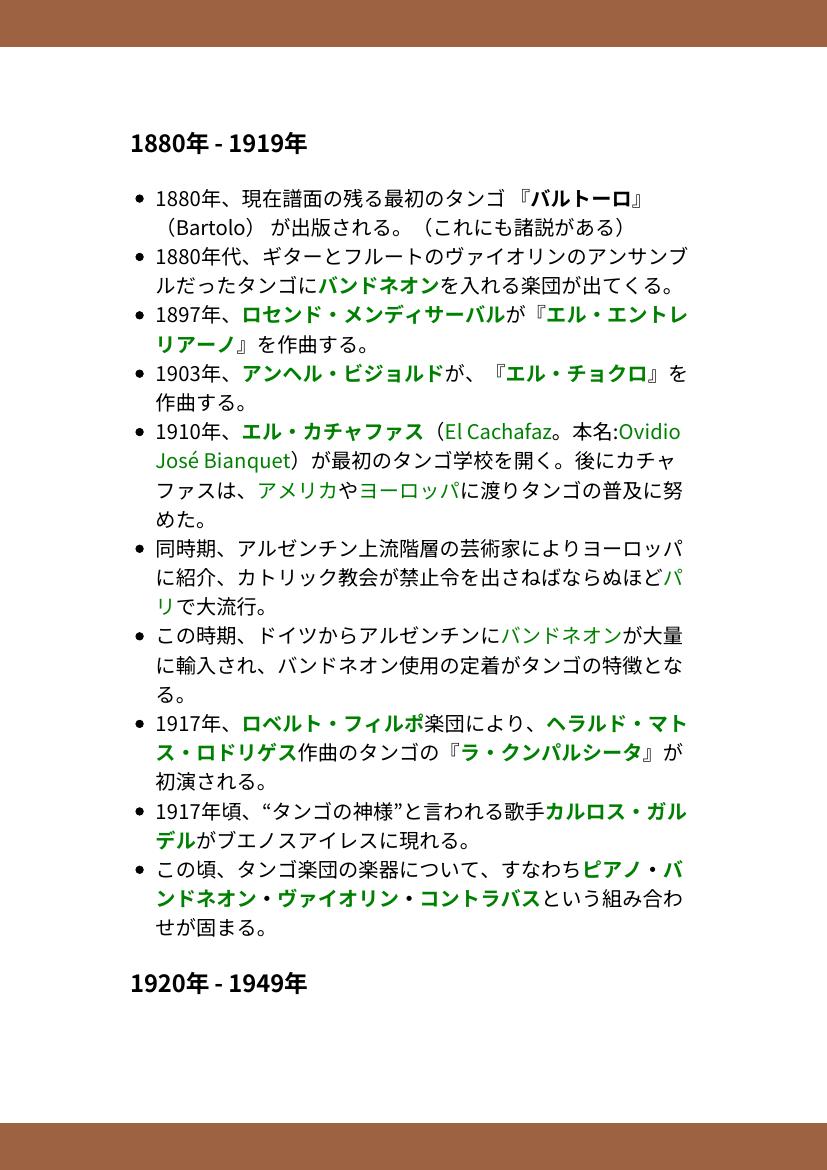 1880年 - 1919年
1880年、現在譜面の残る最初のタンゴ 『バルトーロ』
（Bartolo） が出版される。（これにも諸説がある）
1880年代、ギターとフルートのヴァイオリンのアンサンブ
ルだったタンゴにバンドネオンを入れる楽団が出てくる。
1897年、ロセンド・メンディサーバルが『エル・エントレ
リアーノ』を作曲する。
1903年、アンヘル・ビジョルドが、『エル・チョクロ』を
作曲する。
1910年、エル・カチャファス（El Cachafaz。本名:Ovidio
José Bianquet）が最初のタンゴ学校を開く。後にカチャ
ファスは、アメリカやヨーロッパに渡りタンゴの普及に努
めた。
同時期、アルゼンチン上流階層の芸術家によりヨーロッパ
に紹介、カトリック教会が禁止令を出さねばならぬほどパ
リで大流行。
この時期、ドイツからアルゼンチンにバンドネオンが大量
に輸入され、バンドネオン使用の定着がタンゴの特徴とな
る。
1917年、ロベルト・フィルポ楽団により、ヘラルド・マト
ス・ロドリゲス作曲のタンゴの『ラ・クンパルシータ』が
初演される。
1917年頃、“タンゴの神様”と言われる歌手カルロス・ガル
デルがブエノスアイレスに現れる。
この頃、タンゴ楽団の楽器について、すなわちピアノ・バ
ンドネオン・ヴァイオリン・コントラバスという組み合わ
せが固まる。
1920年 - 1949年